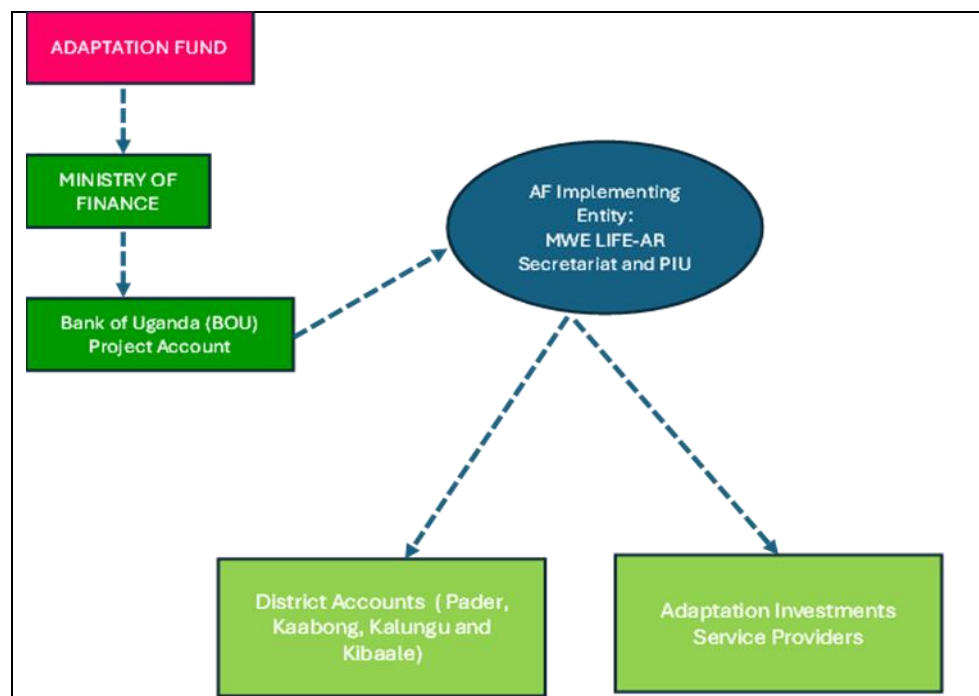 ADAPTATION FUND
MINISTRY OF
FINANCE
Bank of Uganda (BOU)
Project Account
AF Implementing
Entity:
MWE LIFE-AR
Secretariat and PIU
District Accounts ( Pader,
Kaabong, Kalungu and
Kibaale)
Adaptation Investments
Service Providers